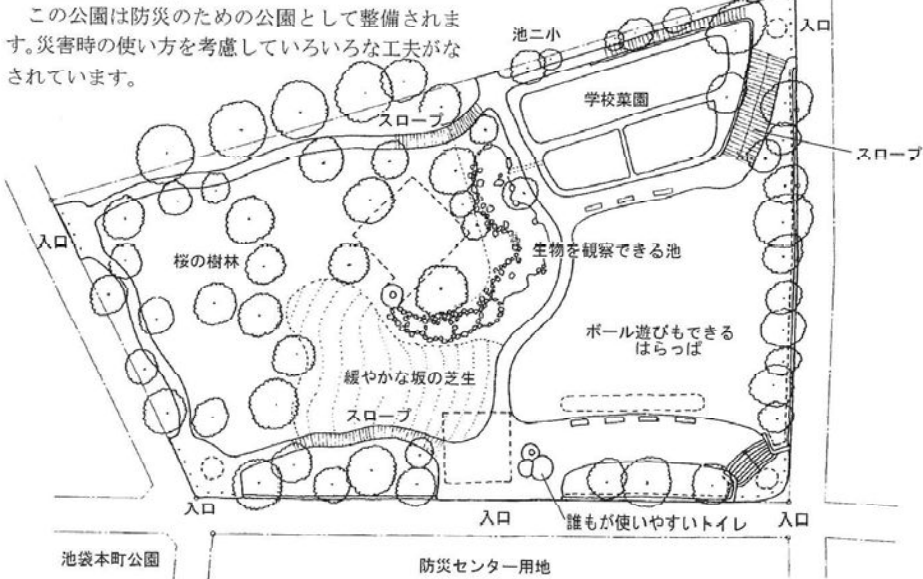 この公園は防災のための公園として整備されま
す。災害時の使い方を考慮していろいろな工夫がな
されています。
池ニ小
入口
学校菜園
スロープ
スロープ
入口
桜の樹林
生物を観察できる池
ボール遊びもできる
はらっぱ
緩やかな坂の芝生
スロープ
入口
入口
誰もが使いやすいトイレ
入口
池袋本町公園
防災センター用地